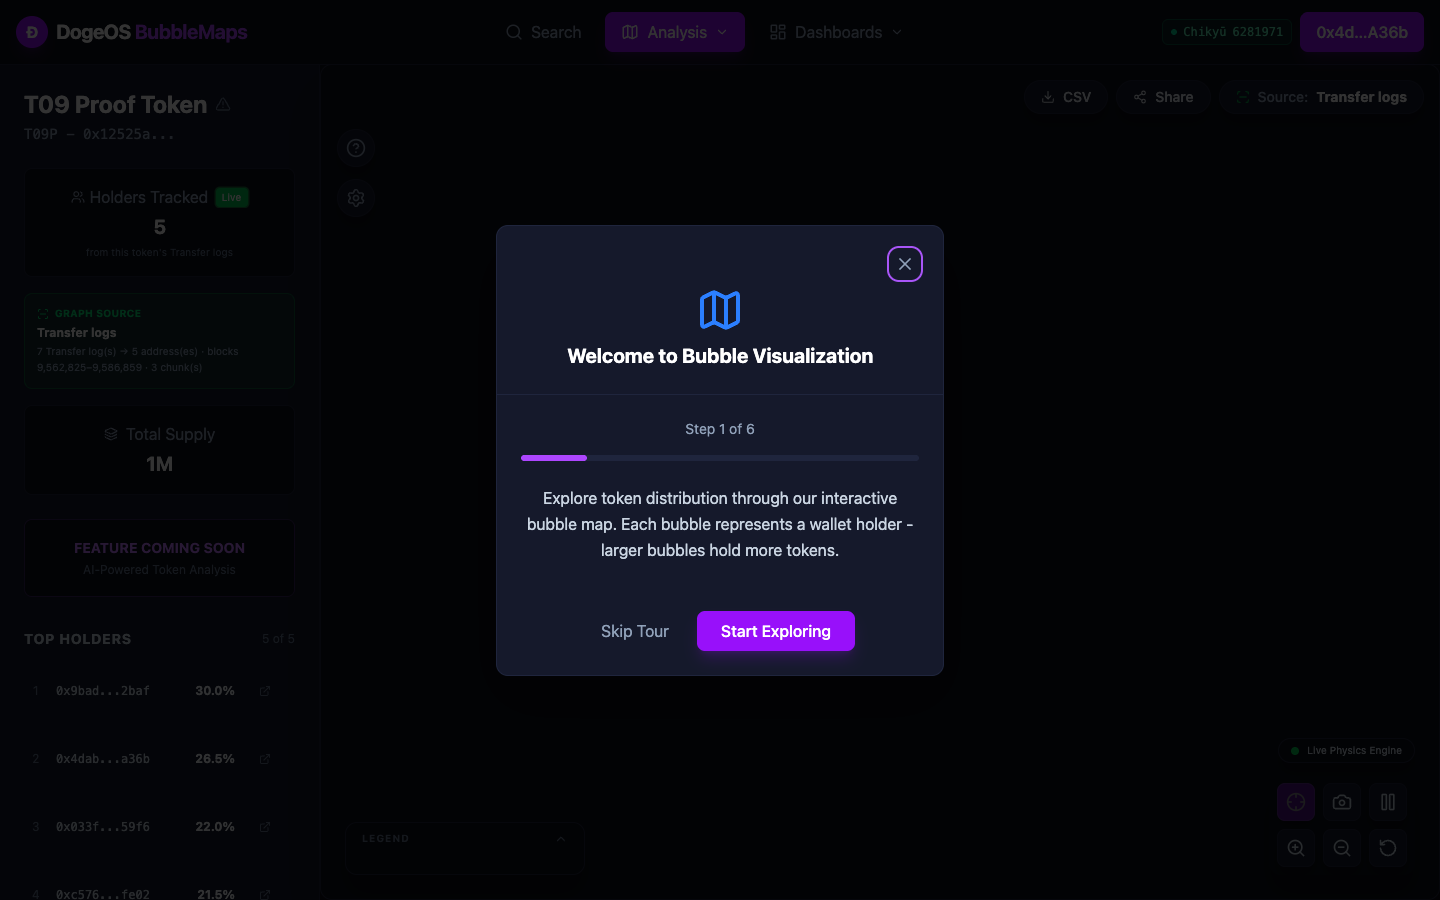 DogeOS BubbleMaps
Search
Analysis
Dashboards
Chikyū 6281971
0x4d...A36b
T09 Proof Token
T09P – 0x12525a...
CSV
Share
Source: Transfer logs
Holders Tracked
Live
5
from this token's Transfer logs
GRAPH SOURCE
Transfer logs
7 Transfer log(s) → 5 address(es) · blocks
9,562,825–9,586,859 · 3 chunk(s)
Total Supply
1M
FEATURE COMING SOON
AI-Powered Token Analysis
TOP HOLDERS
5 of 5
1 0x9bad...2baf 30.0%
2 0x4dab...a36b 26.5%
3 0x033f...59f6 22.0%
4 0xc576...fe02 21.5%
Welcome to Bubble Visualization
Step 1 of 6
Explore token distribution through our interactive
bubble map. Each bubble represents a wallet holder -
larger bubbles hold more tokens.
Skip Tour
Start Exploring
LEGEND
Live Physics Engine